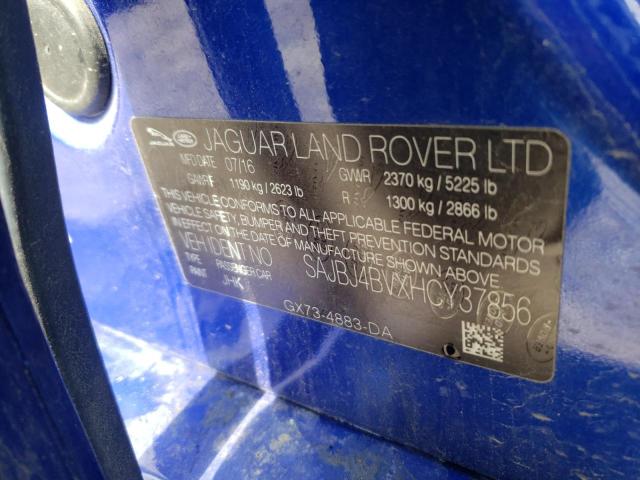 JAGUAR LAND ROVER LTD
MFD DATE 07/16 GVWR 2370 kg / 5225 lb
GAWR F 1190 kg / 2623 lb R 1300 kg / 2866 lb
THIS VEHICLE CONFORMS TO ALL APPLICABLE FEDERAL MOTOR
VEHICLE SAFETY, BUMPER AND THEFT PREVENTION STANDARDS
IN EFFECT ON THE DATE OF MANUFACTURE SHOWN ABOVE
VEH IDENT NO SAJBJ4BVXHCY37856
TYPE PASSENGER CAR
JHK
GX73-4883-DA